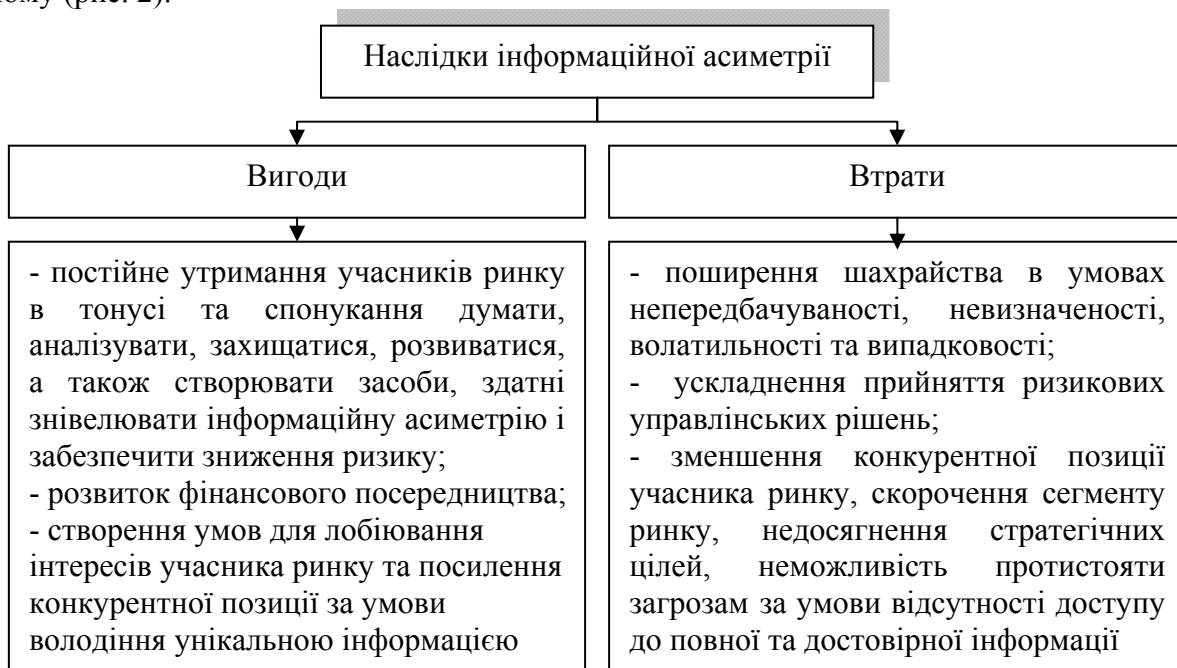 ому (рис. 2).
Наслідки інформаційної асиметрії
Вигоди
Втрати
- постійне утримання учасників ринку
в тонусі та спонукання думати,
аналізувати, захищатися, розвиватися,
а також створювати засоби, здатні
знівелювати інформаційну асиметрію і
забезпечити зниження ризику;
- розвиток фінансового посередництва;
- створення умов для лобіювання
інтересів учасника ринку та посилення
конкурентної позиції за умови
володіння унікальною інформацією
- поширення шахрайства в умовах
непередбачуваності, невизначеності,
волатильності та випадковості;
- ускладнення прийняття ризикових
управлінських рішень;
- зменшення конкурентної позиції
учасника ринку, скорочення сегменту
ринку, недосягнення стратегічних
цілей, неможливість протистояти
загрозам за умови відсутності доступу
до повної та достовірної інформації